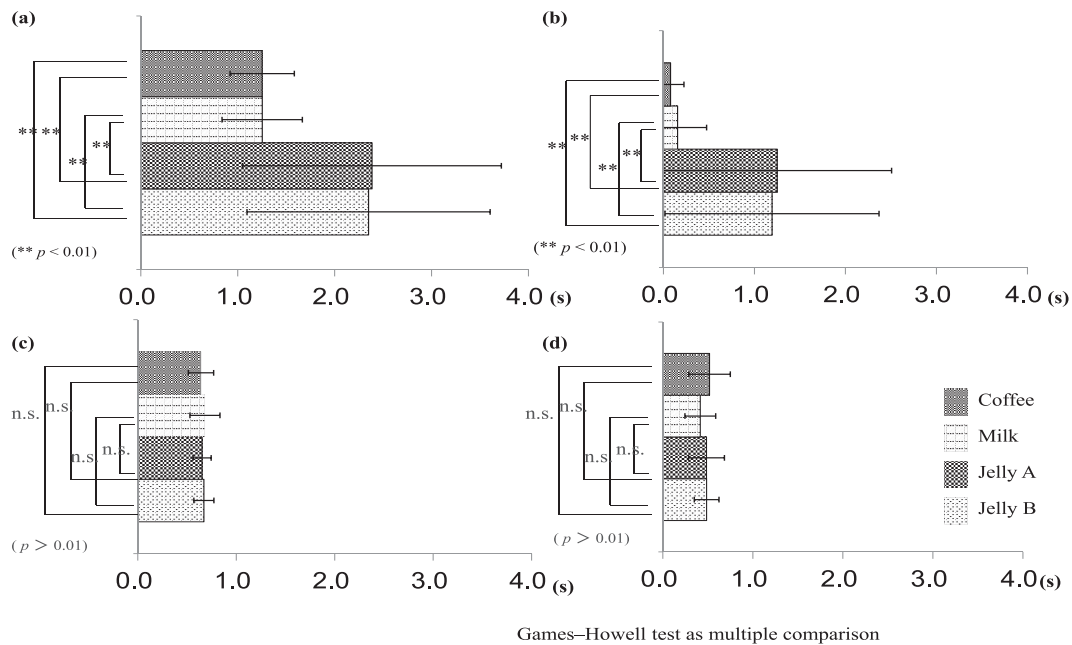 (a)
** ** ** **
(** p < 0.01)
0.0 1.0 2.0 3.0 4.0 (s)
(b)
** ** ** **
(** p < 0.01)
0.0 1.0 2.0 3.0 4.0 (s)
(c)
n.s. n.s. n.s. n.s.
( p > 0.01)
0.0 1.0 2.0 3.0 4.0 (s)
(d)
n.s. n.s. n.s. n.s.
( p > 0.01)
0.0 1.0 2.0 3.0 4.0 (s)
Coffee
Milk
Jelly A
Jelly B
Games–Howell test as multiple comparison